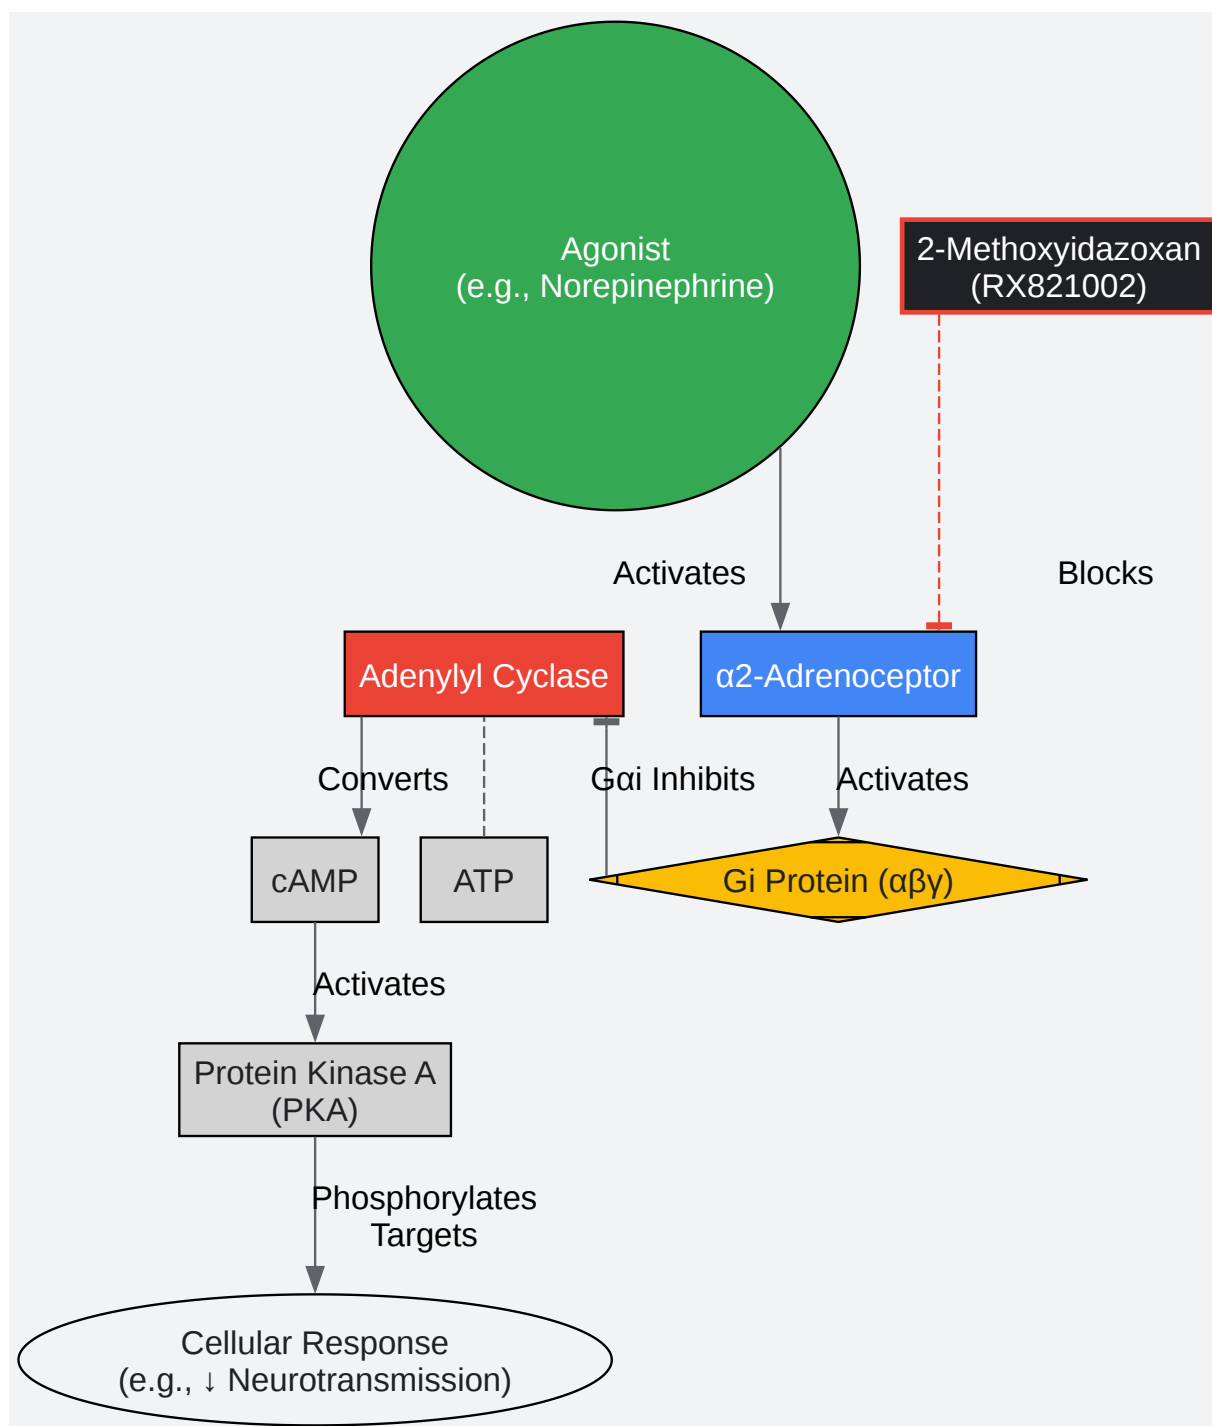 Agonist
(e.g., Norepinephrine)
2-Methoxyidazoxan
(RX821002)
Activates
Blocks
Adenylyl Cyclase
α2-Adrenoceptor
Converts
Gαi Inhibits
Activates
cAMP
ATP
Gi Protein (αβγ)
Activates
Protein Kinase A
(PKA)
Phosphorylates
Targets
Cellular Response
(e.g., ↓ Neurotransmission)